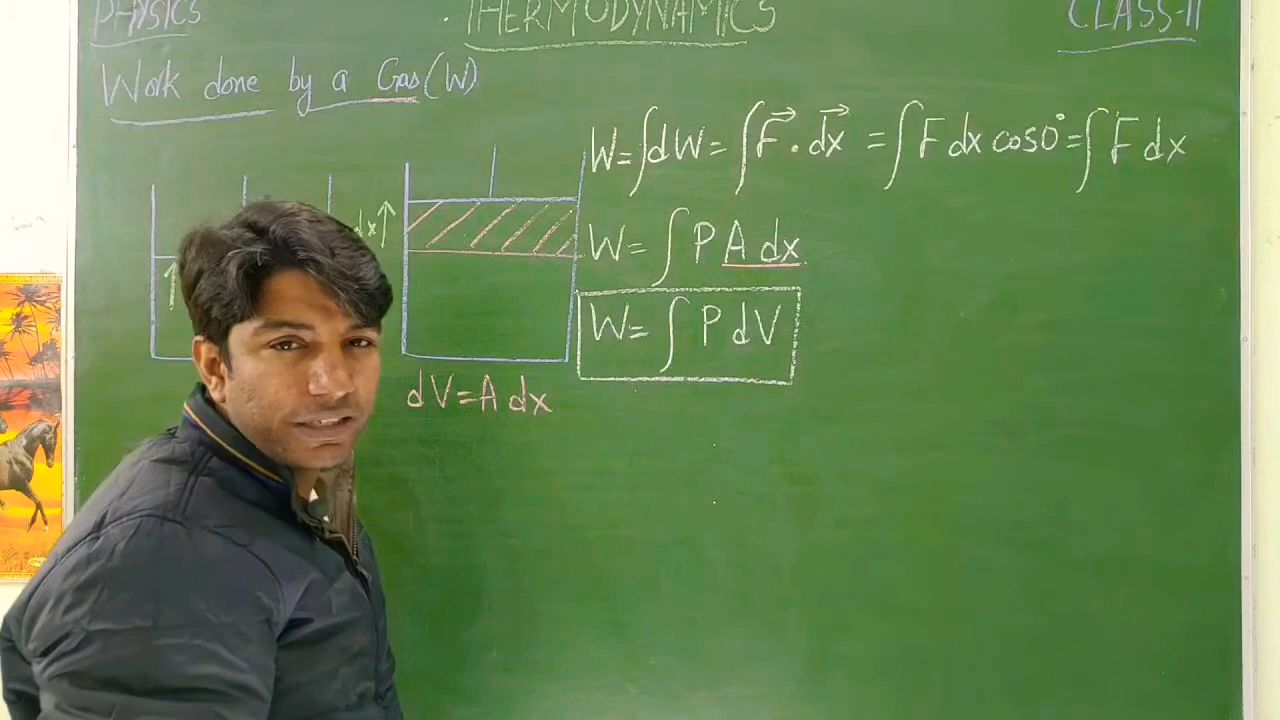 PHYSICS THERMODYNAMICS CLASS-11
Work done by a Gas (W)
W=∫dW= ∫F⃗ . dx⃗ =∫F dx cos0°=∫F dx
dx↑
W= ∫P A dx
W= ∫P dV
dV=A dx